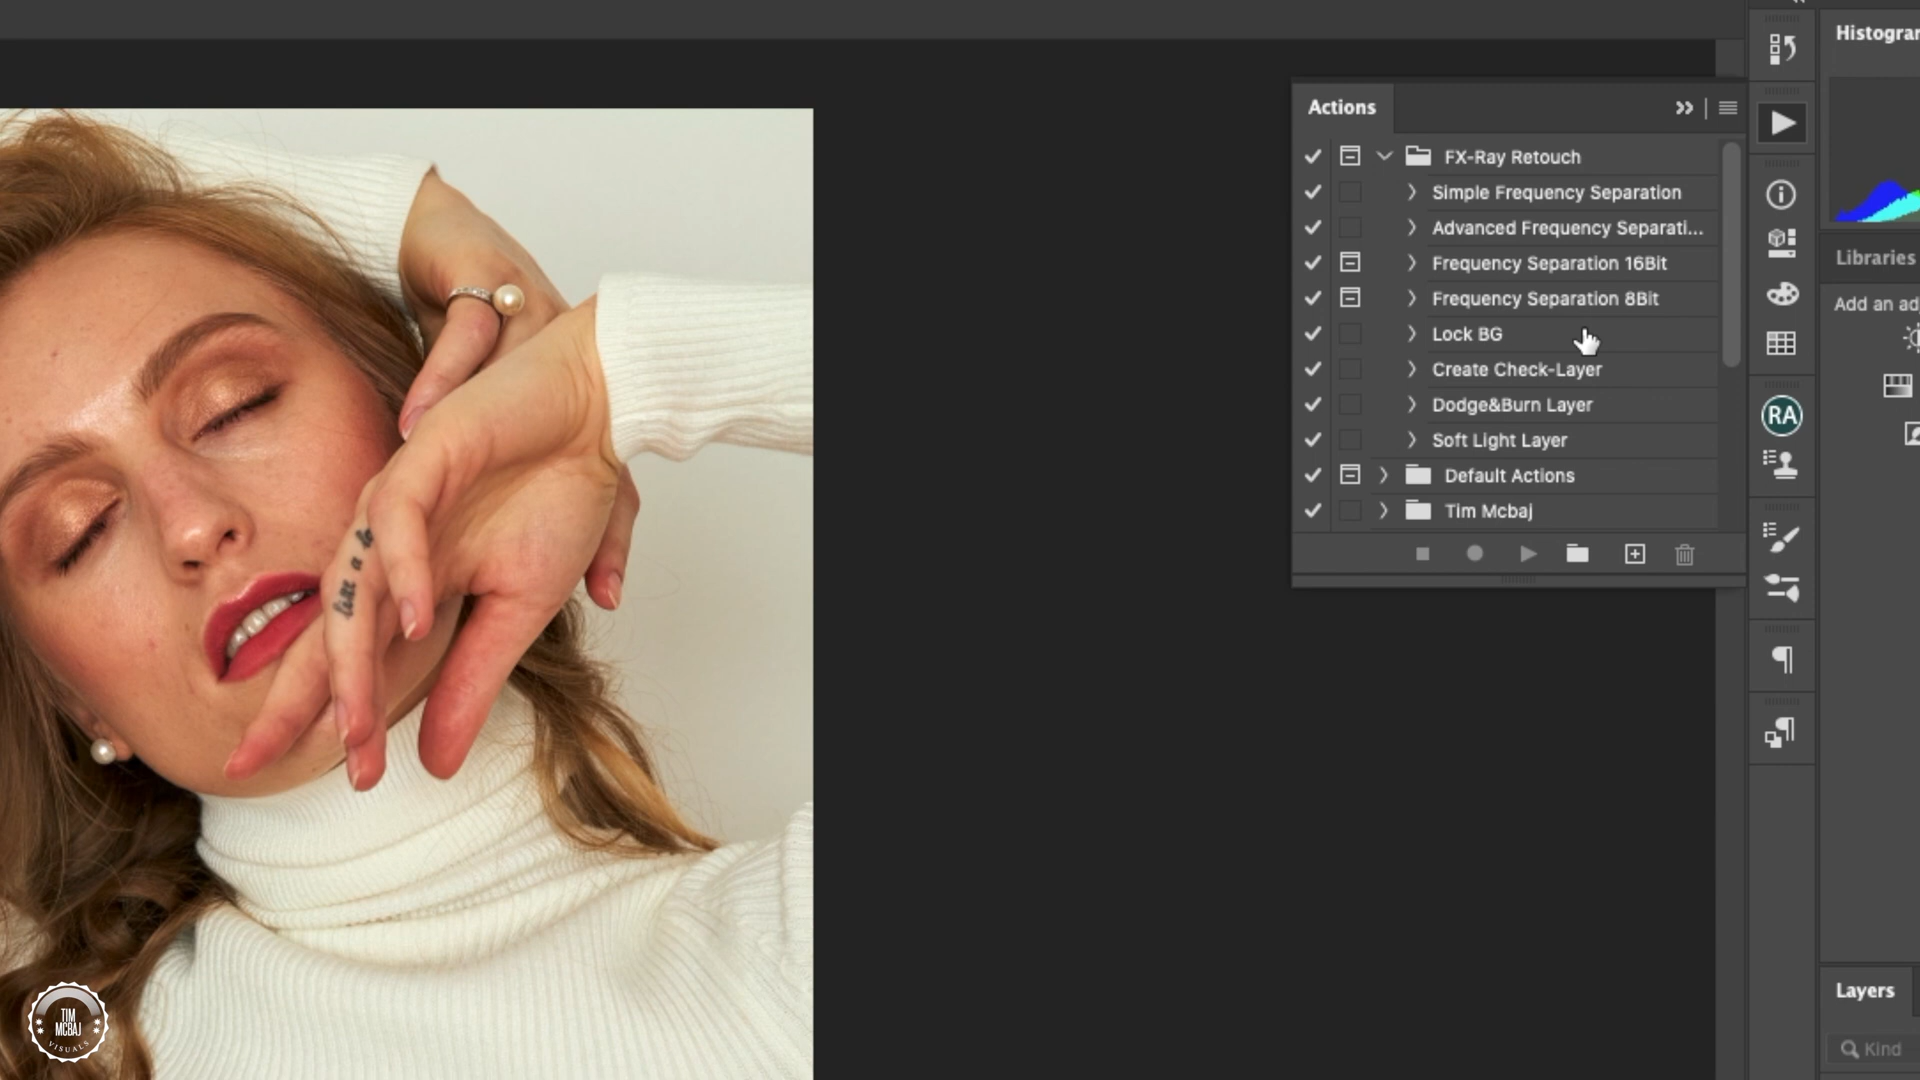 Histogra
Actions
FX-Ray Retouch
Simple Frequency Separation
Advanced Frequency Separati...
Frequency Separation 16Bit
Frequency Separation 8Bit
Lock BG
Create Check-Layer
Dodge&Burn Layer
Soft Light Layer
Default Actions
Tim Mcbaj
Libraries
Add an ad
RA
like a
TIM
MCBAJ
VISUALS
Layers
Kind